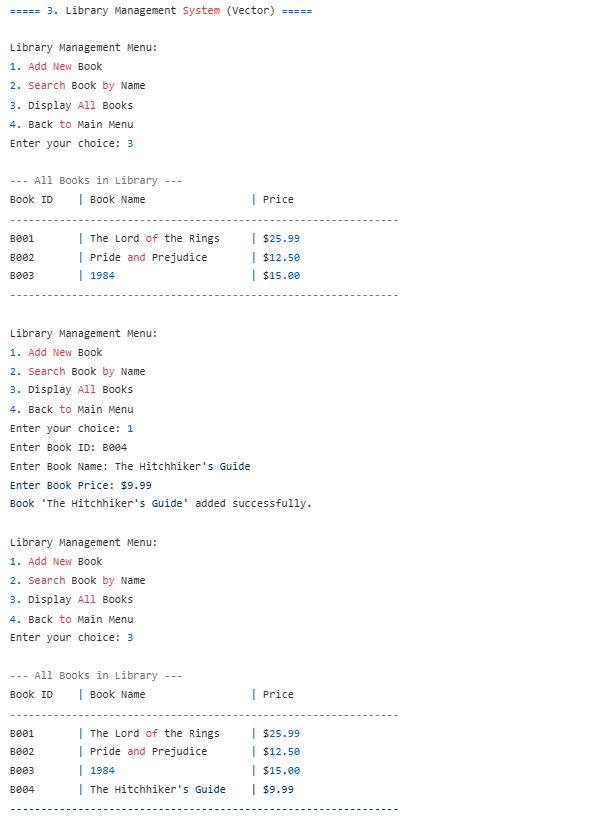 ===== 3. Library Management System (Vector) =====
Library Management Menu:
1. Add New Book
2. Search Book by Name
3. Display All Books
4. Back to Main Menu
Enter your choice: 3
--- All Books in Library ---
Book ID    | Book Name                 | Price
---------------------------------------------------------------
B001       | The Lord of the Rings     | $25.99
B002       | Pride and Prejudice       | $12.50
B003       | 1984                      | $15.00
---------------------------------------------------------------
Library Management Menu:
1. Add New Book
2. Search Book by Name
3. Display All Books
4. Back to Main Menu
Enter your choice: 1
Enter Book ID: B004
Enter Book Name: The Hitchhiker's Guide
Enter Book Price: $9.99
Book 'The Hitchhiker's Guide' added successfully.
Library Management Menu:
1. Add New Book
2. Search Book by Name
3. Display All Books
4. Back to Main Menu
Enter your choice: 3
--- All Books in Library ---
Book ID    | Book Name                 | Price
---------------------------------------------------------------
B001       | The Lord of the Rings     | $25.99
B002       | Pride and Prejudice       | $12.50
B003       | 1984                      | $15.00
B004       | The Hitchhiker's Guide    | $9.99
---------------------------------------------------------------